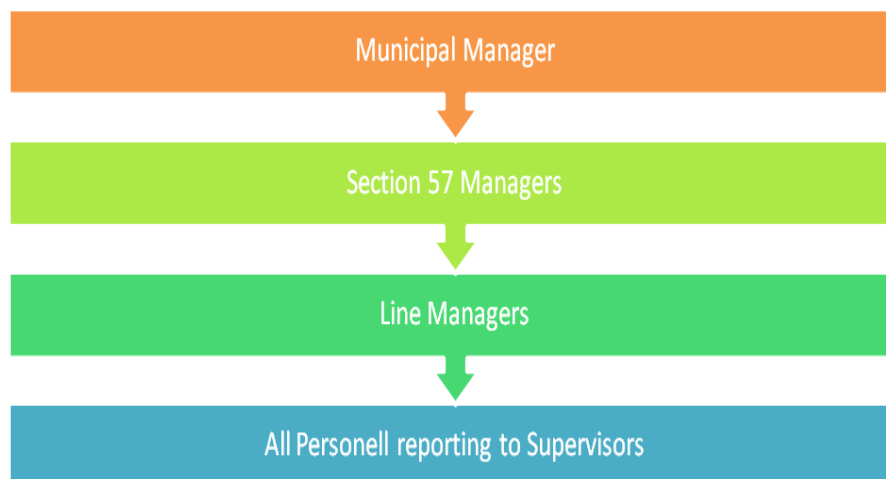 Municipal Manager
Section 57 Managers
Line Managers
All Personell reporting to Supervisors